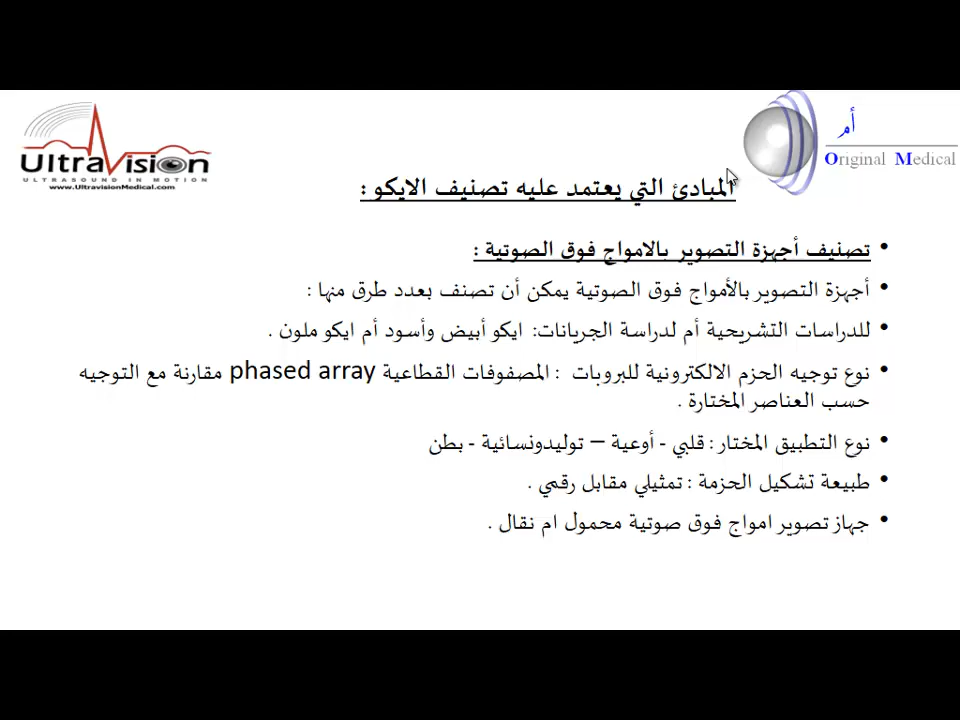 UltraVision
ULTRASOUND IN MOTION
www.UltravisionMedical.com
أم
Original Medical
المبادئ التي يعتمد عليه تصنيف الايكو :
• تصنيف أجهزة التصوير بالامواج فوق الصوتية :
• أجهزة التصوير بالأمواج فوق الصوتية يمكن أن تصنف بعدد طرق منها :
• للدراسات التشريحية أم لدراسة الجريانات: ايكو أبيض وأسود أم ايكو ملون .
• نوع توجيه الحزم الالكترونية للبروبات : المصفوفات القطاعية phased array مقارنة مع التوجيه
حسب العناصر المختارة .
• نوع التطبيق المختار : قلبي - أوعية – توليدونسائية - بطن
• طبيعة تشكيل الحزمة : تمثيلي مقابل رقمي .
• جهاز تصوير امواج فوق صوتية محمول ام نقال .